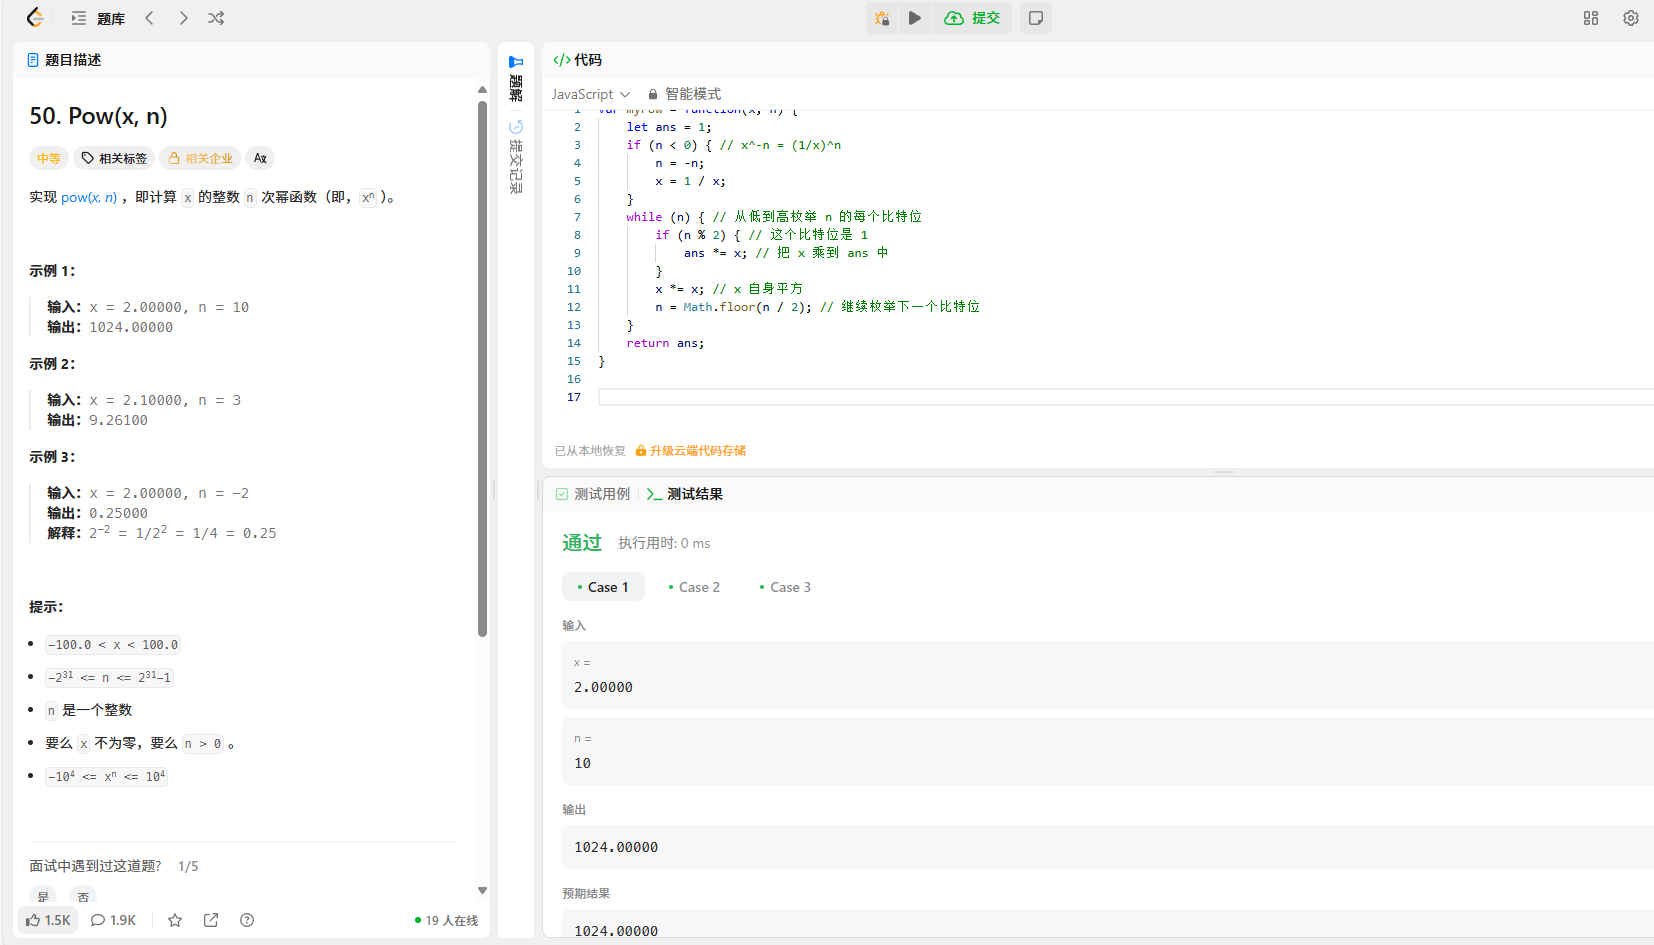 题库
提交
题目描述
50. Pow(x, n)
中等 相关标签 相关企业
实现 pow(x, n) ，即计算 x 的整数 n 次幂函数（即，xⁿ ）。
示例 1：
输入：x = 2.00000, n = 10
输出：1024.00000
示例 2：
输入：x = 2.10000, n = 3
输出：9.26100
示例 3：
输入：x = 2.00000, n = -2
输出：0.25000
解释：2⁻² = 1/2² = 1/4 = 0.25
提示：
-100.0 < x < 100.0
-2³¹ <= n <= 2³¹-1
n 是一个整数
要么 x 不为零，要么 n > 0 。
-10⁴ <= xⁿ <= 10⁴
面试中遇到过这道题? 1/5
是 否
1.5K 1.9K 19 人在线
题解
提交记录
</> 代码
JavaScript 智能模式
1 var myPow = function(x, n) {
2 let ans = 1;
3 if (n < 0) { // x^-n = (1/x)^n
4 n = -n;
5 x = 1 / x;
6 }
7 while (n) { // 从低到高枚举 n 的每个比特位
8 if (n % 2) { // 这个比特位是 1
9 ans *= x; // 把 x 乘到 ans 中
10 }
11 x *= x; // x 自身平方
12 n = Math.floor(n / 2); // 继续枚举下一个比特位
13 }
14 return ans;
15 }
16
17
已从本地恢复 升级云端代码存储
测试用例 测试结果
通过 执行用时: 0 ms
Case 1 Case 2 Case 3
输入
x =
2.00000
n =
10
输出
1024.00000
预期结果
1024.00000